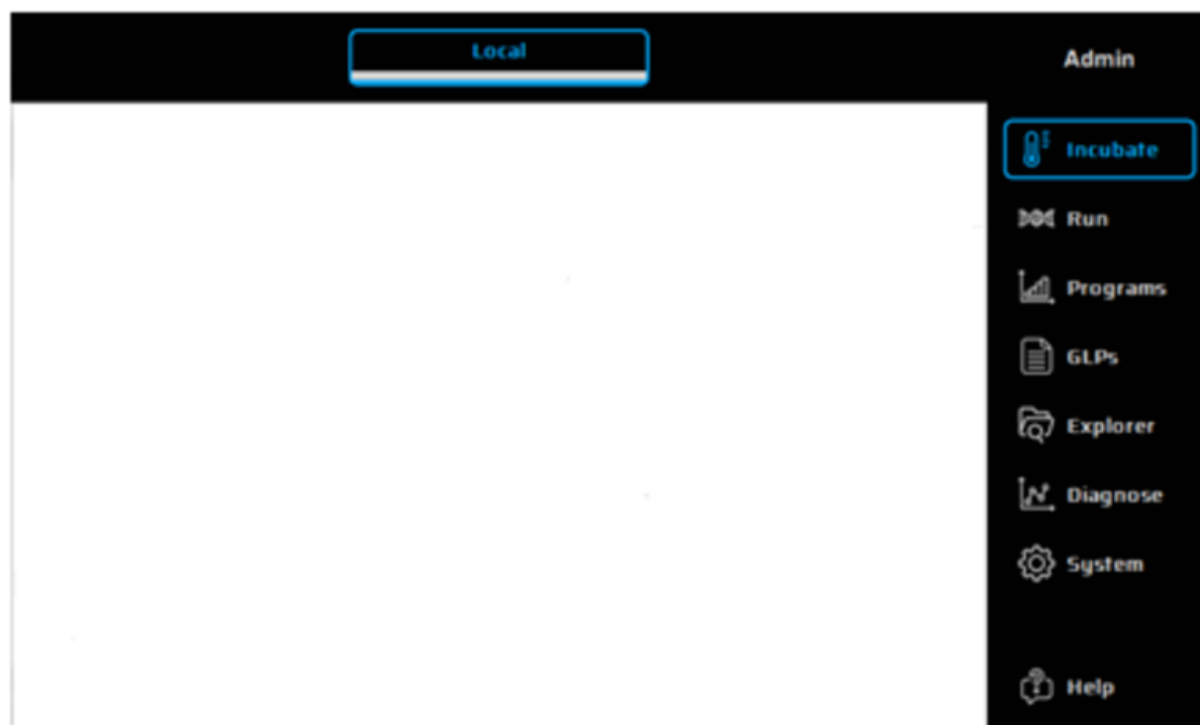 Local
Admin
Incubate
Run
Programs
GLPs
Explorer
Diagnose
System
Help